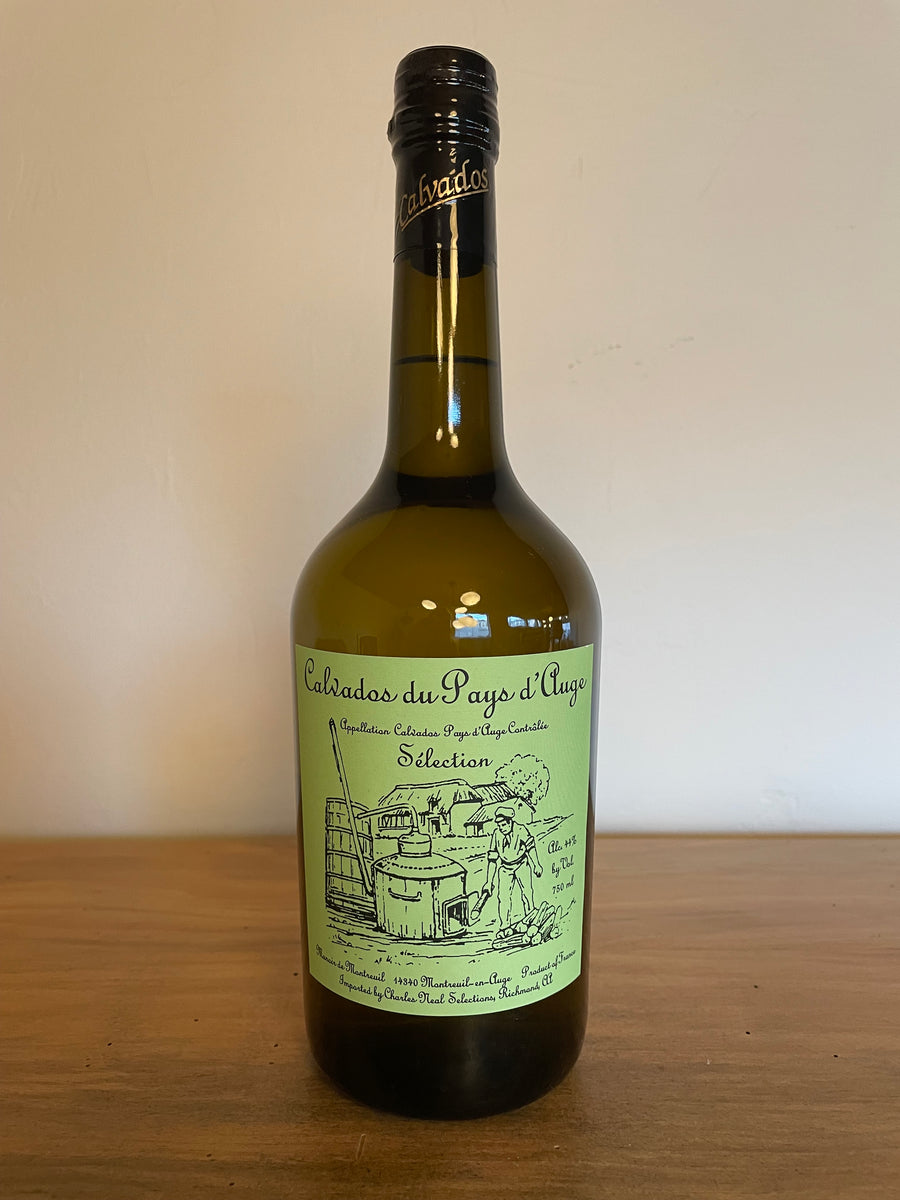 Calvados
Calvados du Pays d'Auge
Appellation Calvados Pays d'Auge Contrôlée
Sélection
Alc. 44%
by Vol.
750 ml
Manoir de Montreuil 14340 Montreuil-en-Auge Product of France
Imported by Charles Neal Selections, Richmond, CA